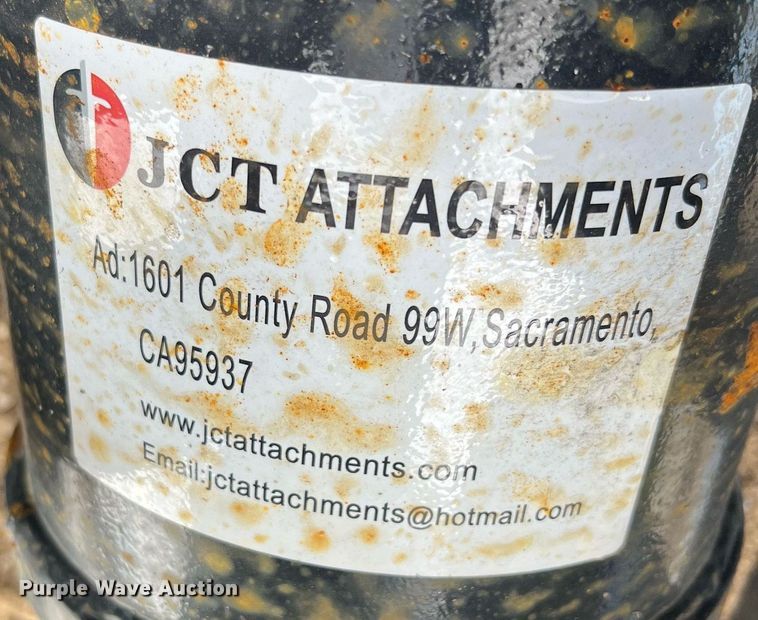 JCT ATTACHMENTS
Ad:1601 County Road 99W,Sacramento,
CA95937
www.jctattachments.com
Email:jctattachments@hotmail.com
Purple Wave Auction